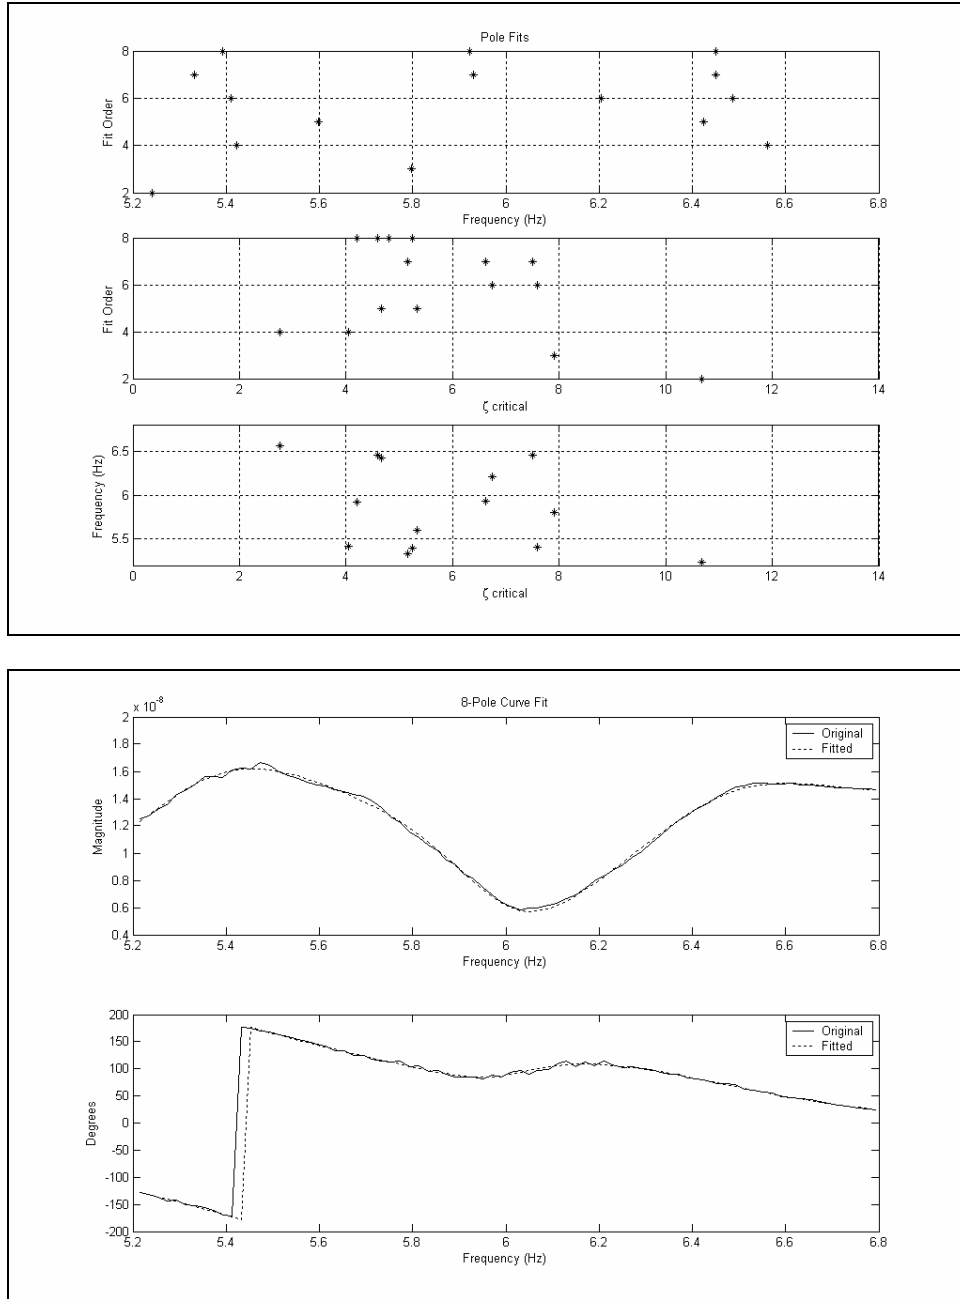 Pole Fits
Fit Order
8
6
4
2
5.2 5.4 5.6 5.8 6 6.2 6.4 6.6 6.8
Frequency (Hz)
Fit Order
8
6
4
2
0 2 4 6 8 10 12 14
ζ critical
Frequency (Hz)
6.5
6
5.5
0 2 4 6 8 10 12 14
ζ critical
x 10^-8
8-Pole Curve Fit
Magnitude
2
1.8
1.6
1.4
1.2
1
0.8
0.6
0.4
Original
Fitted
5.2 5.4 5.6 5.8 6 6.2 6.4 6.6 6.8
Frequency (Hz)
Degrees
200
150
100
50
0
-50
-100
-150
-200
Original
Fitted
5.2 5.4 5.6 5.8 6 6.2 6.4 6.6 6.8
Frequency (Hz)